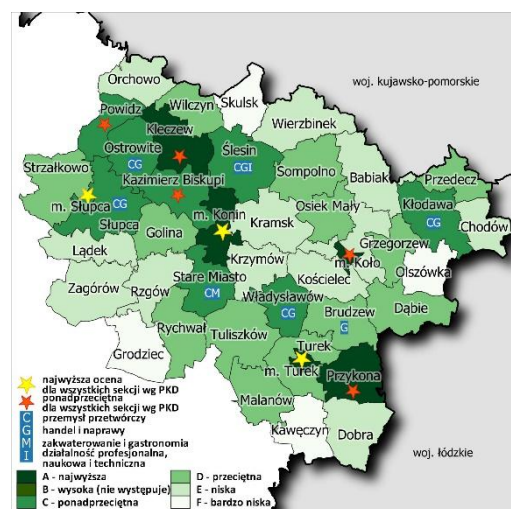 Orchowo
Skulsk
woj. kujawsko-pomorskie
Powidz
Wilczyn
Kleczew
Wierzbinek
Ostrowite
Ślesin
CG
CGI
Strzałkowo
Kazimierz Biskupi
Sompolno
Babiak
Przedecz
m. Słupca
CG
Słupca
m. Konin
Osiek Mały
Kłodawa
CG
Chodów
Golina
Kramsk
Grzegorzew
Lądek
Krzymów
m. Koło
Olszówka
Stare Miasto
CM
Kościelec
Zagórów
Rzgów
Władysławów
CG
Dąbie
Brudzew
G
Rychwał
Tuliszków
Grodziec
Turek
m. Turek
Przykona
Malanów
Kawęczyn
Dobra
woj. łódzkie
najwyższa ocena
dla wszystkich sekcji wg PKD
ponadprzeciętna
dla wszystkich sekcji wg PKD
C przemysł przetwórczy
G handel i naprawy
M zakwaterowanie i gastronomia
I działalność profesjonalna,
naukowa i techniczna
A - najwyższa
B - wysoka (nie występuje)
C - ponadprzeciętna
D - przeciętna
E - niska
F - bardzo niska